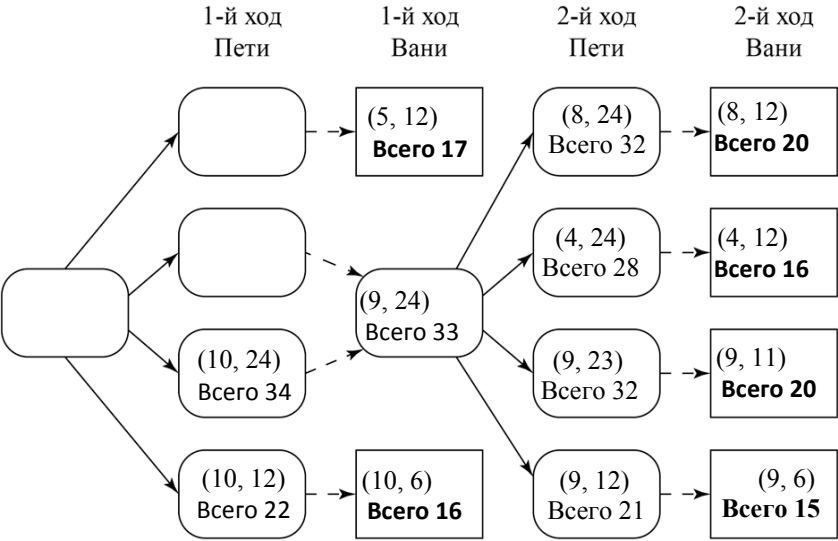 1-й ход
Пети
1-й ход
Вани
2-й ход
Пети
2-й ход
Вани
(5, 12)
Всего 17
(8, 24)
Всего 32
(8, 12)
Всего 20
(4, 24)
Всего 28
(4, 12)
Всего 16
(9, 24)
Всего 33
(10, 24)
Всего 34
(9, 23)
Всего 32
(9, 11)
Всего 20
(10, 12)
Всего 22
(10, 6)
Всего 16
(9, 12)
Всего 21
(9, 6)
Всего 15